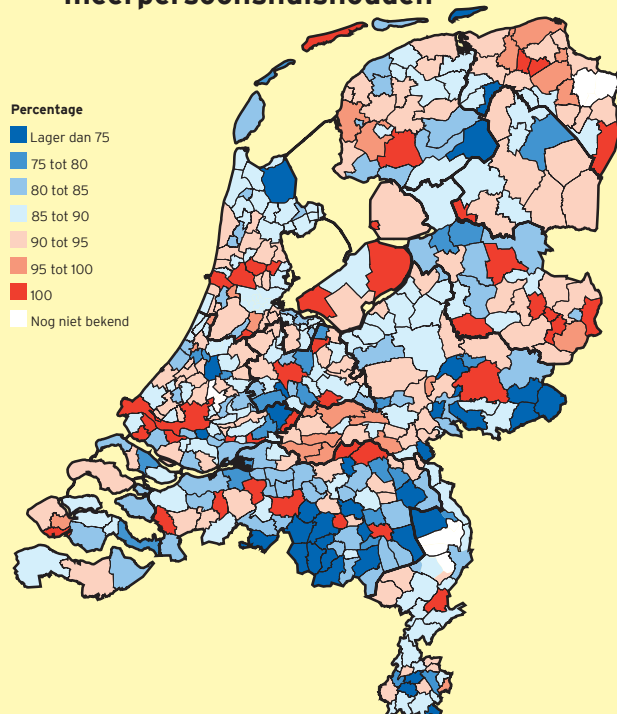 meerpersoonshuishouden
Percentage
Lager dan 75
75 tot 80
80 tot 85
85 tot 90
90 tot 95
95 tot 100
100
Nog niet bekend